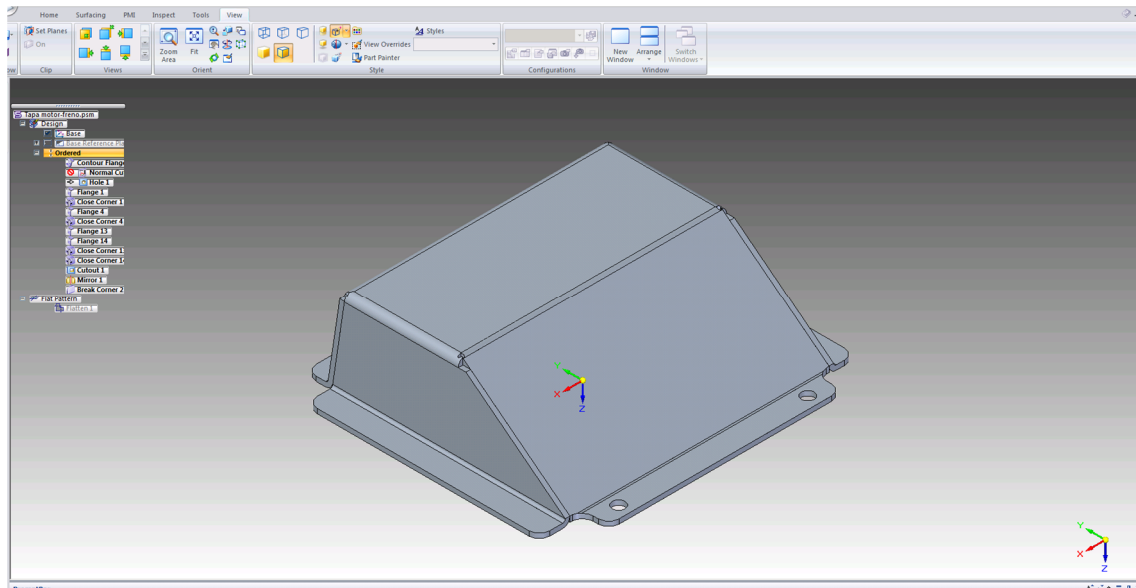 Home Surfacing PMI Inspect Tools View
Set Planes
On
Clip
Views
Zoom Area
Fit
Orient
View Overrides
Part Painter
Styles
Style
Configurations
New Window
Arrange
Switch Windows
Window
Tapa motor-freno.psm
Design
Base
Base Reference Pla
Ordered
Contour Flange
Normal Cu
Hole 1
Flange 1
Close Corner 1
Flange 4
Close Corner 4
Flange 13
Flange 14
Close Corner 1
Close Corner 1
Cutout 1
Mirror 1
Break Corner 2
Flat Pattern
Flatten 1
Y
X
Z
Y
X
Z